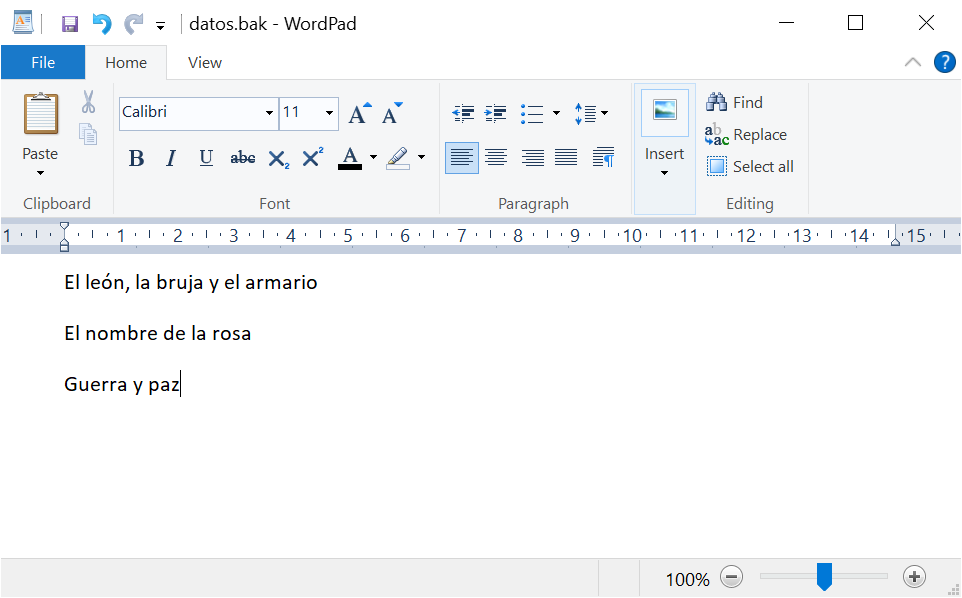 datos.bak - WordPad
File Home View
Calibri 11
Paste
B I U abc X₂ X² A
Insert
Find
Replace
Select all
Clipboard Font Paragraph Editing
1 1 2 3 4 5 6 7 8 9 10 11 12 13 14 15
El león, la bruja y el armario
El nombre de la rosa
Guerra y paz
100%